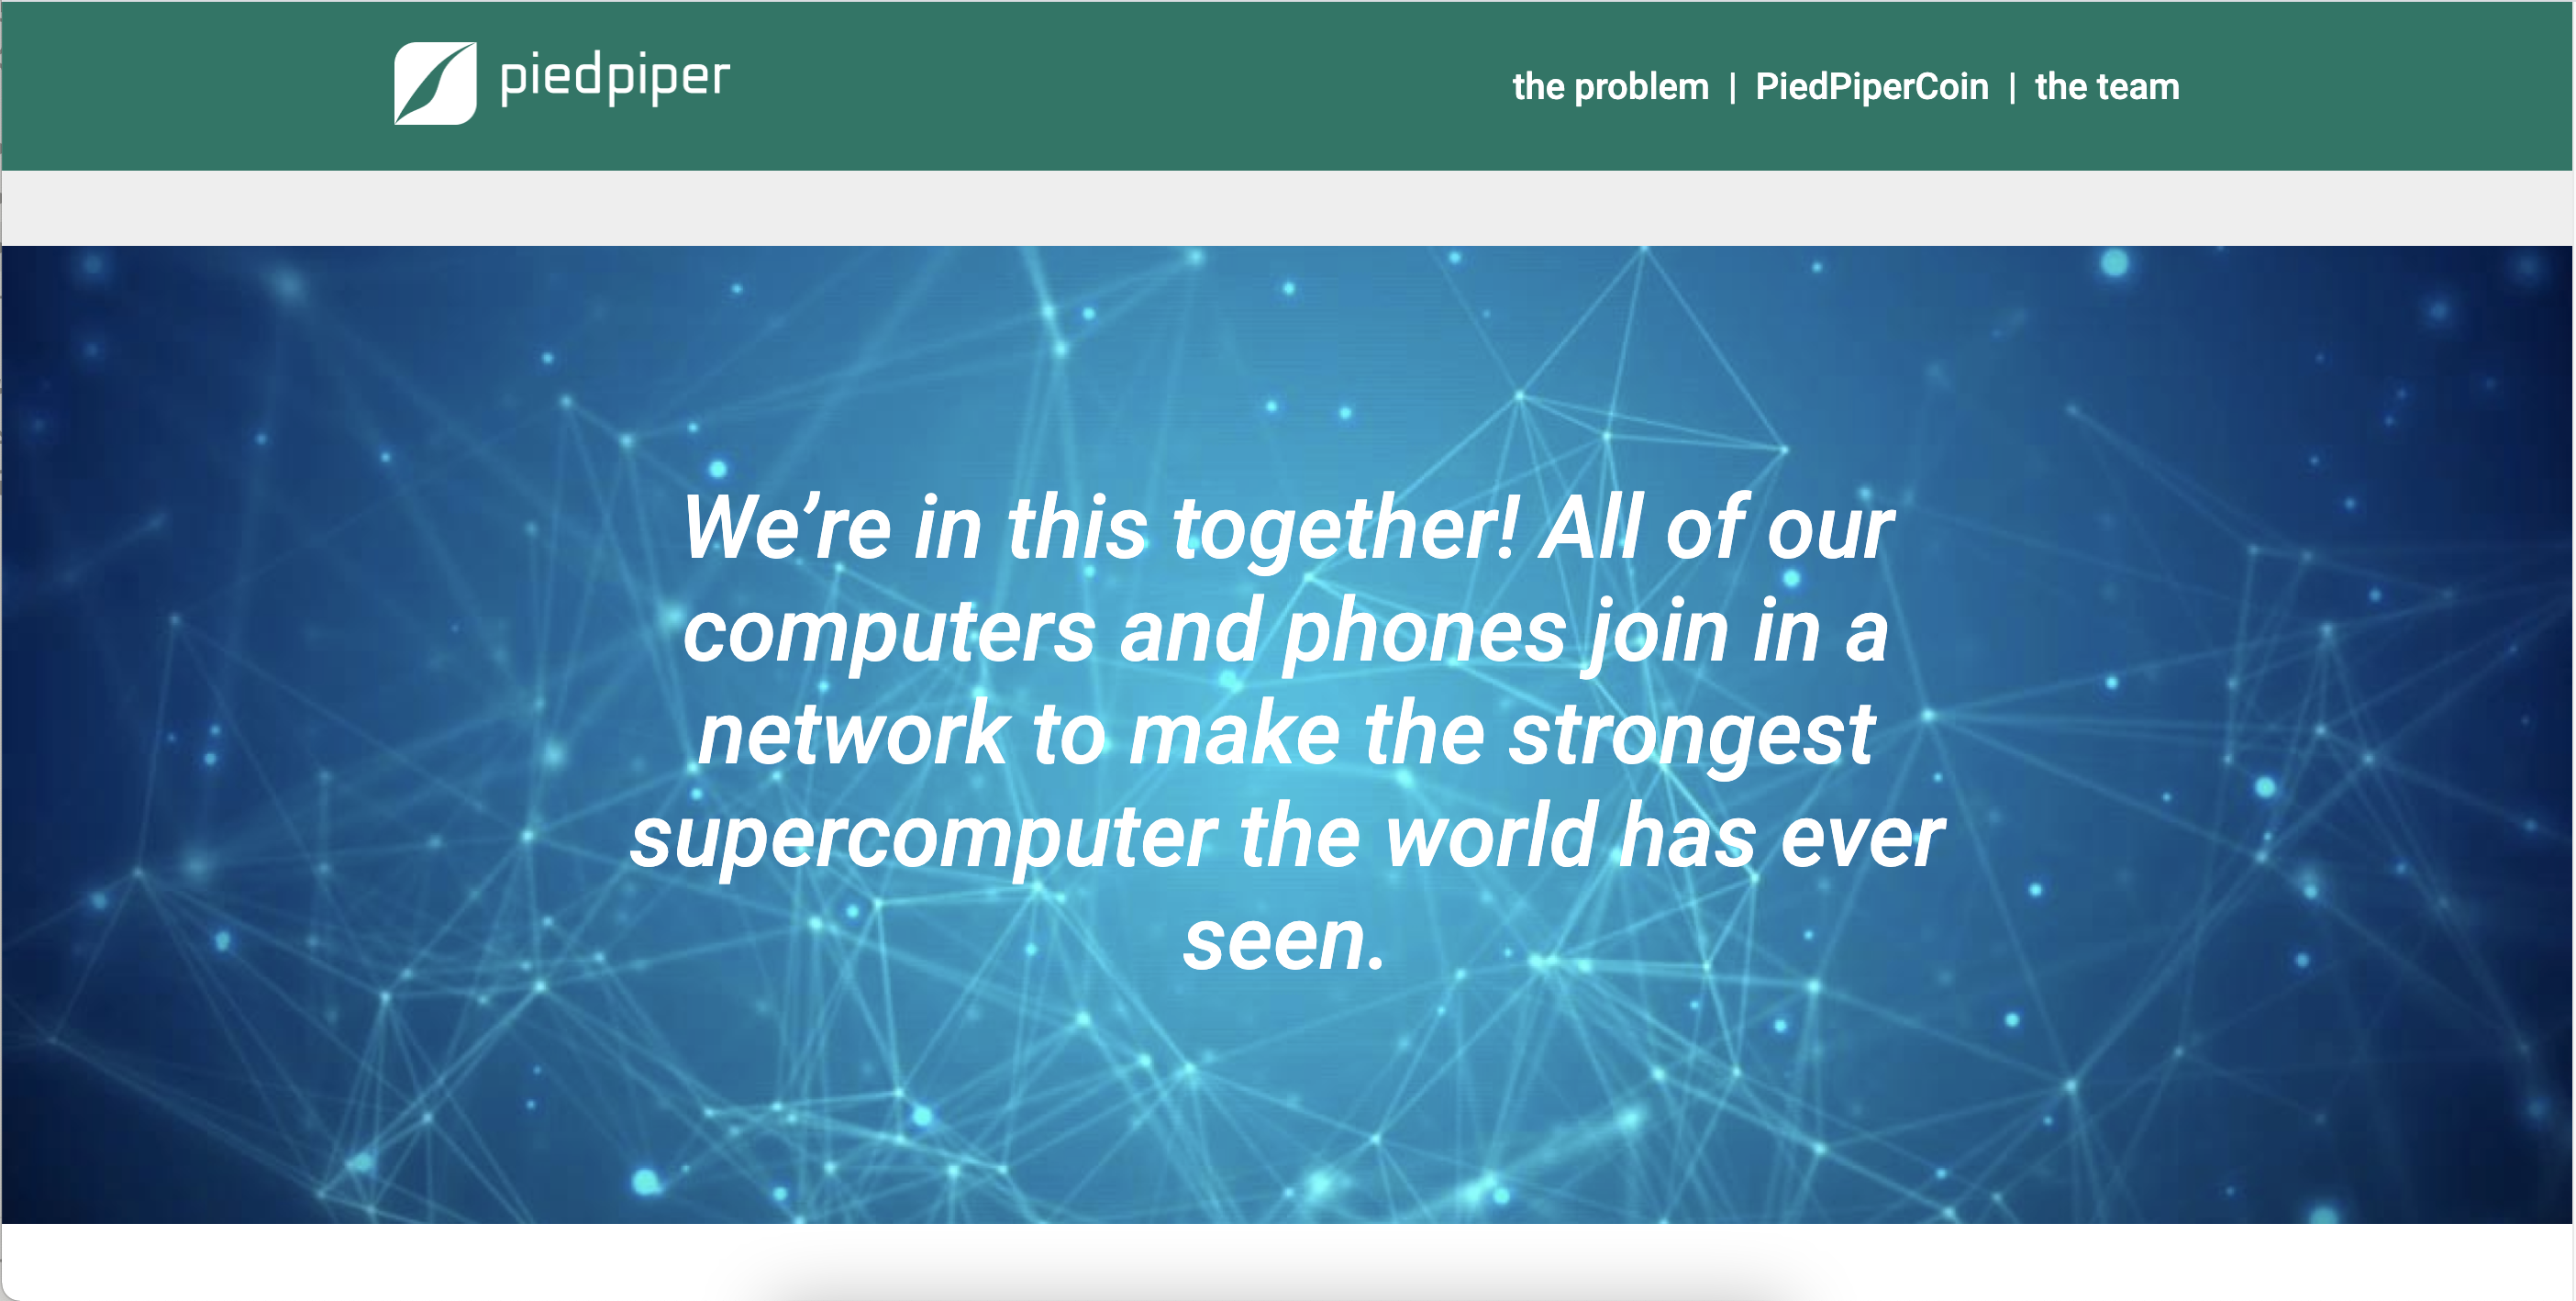 piedpiper
the problem | PiedPiperCoin | the team
We’re in this together! All of our
computers and phones join in a
network to make the strongest
supercomputer the world has ever
seen.